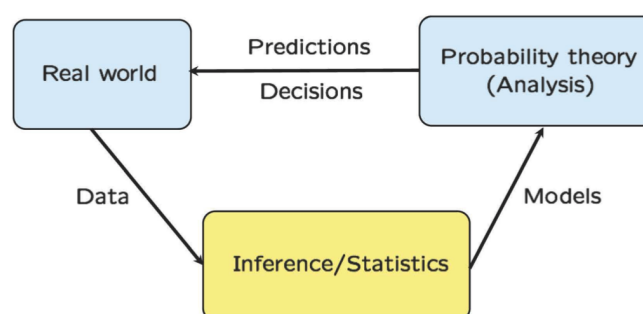 Predictions
Real world
Probability theory
(Analysis)
Decisions
Data
Models
Inference/Statistics